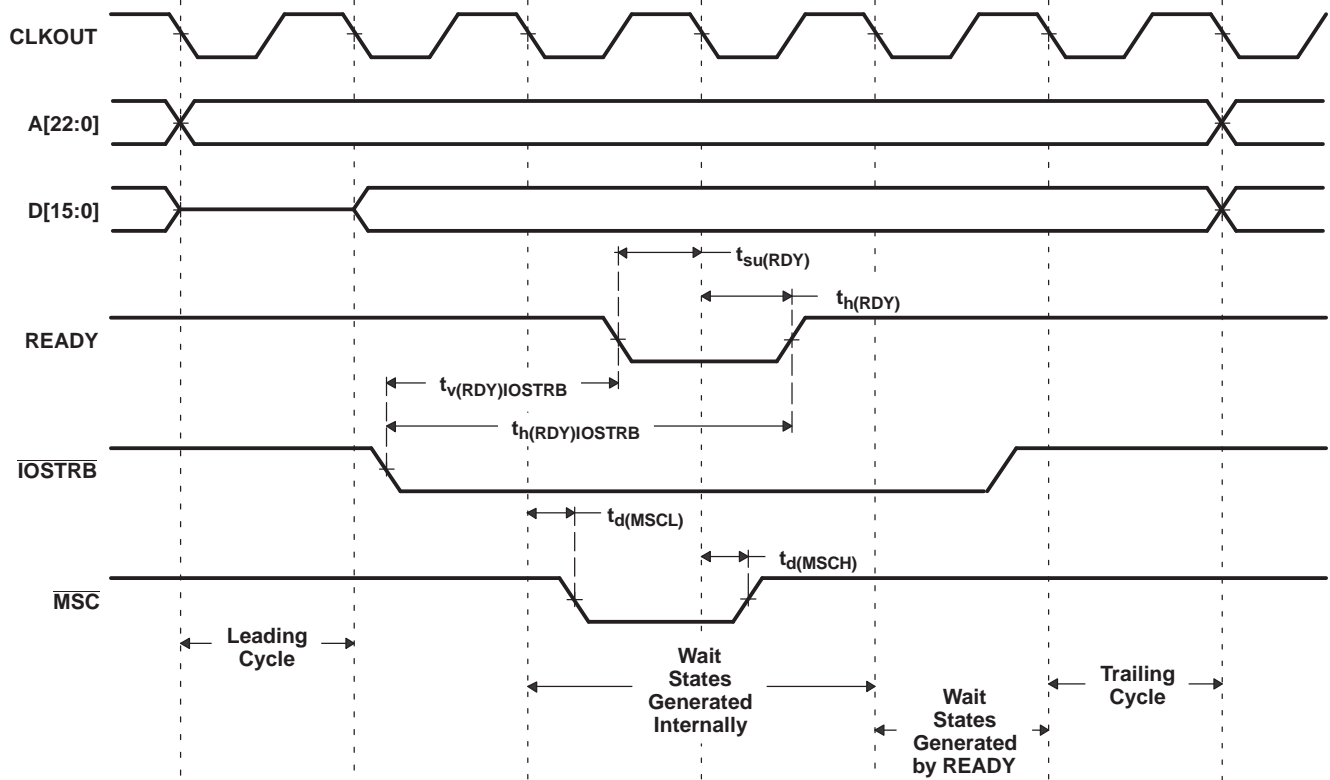 CLKOUT
A[22:0]
D[15:0]
tsu(RDY)
th(RDY)
READY
tv(RDY)IOSTRB
th(RDY)IOSTRB
IOSTRB
td(MSCL)
td(MSCH)
MSC
Leading
Cycle
Wait
States
Generated
Internally
Wait
States
Generated
by READY
Trailing
Cycle